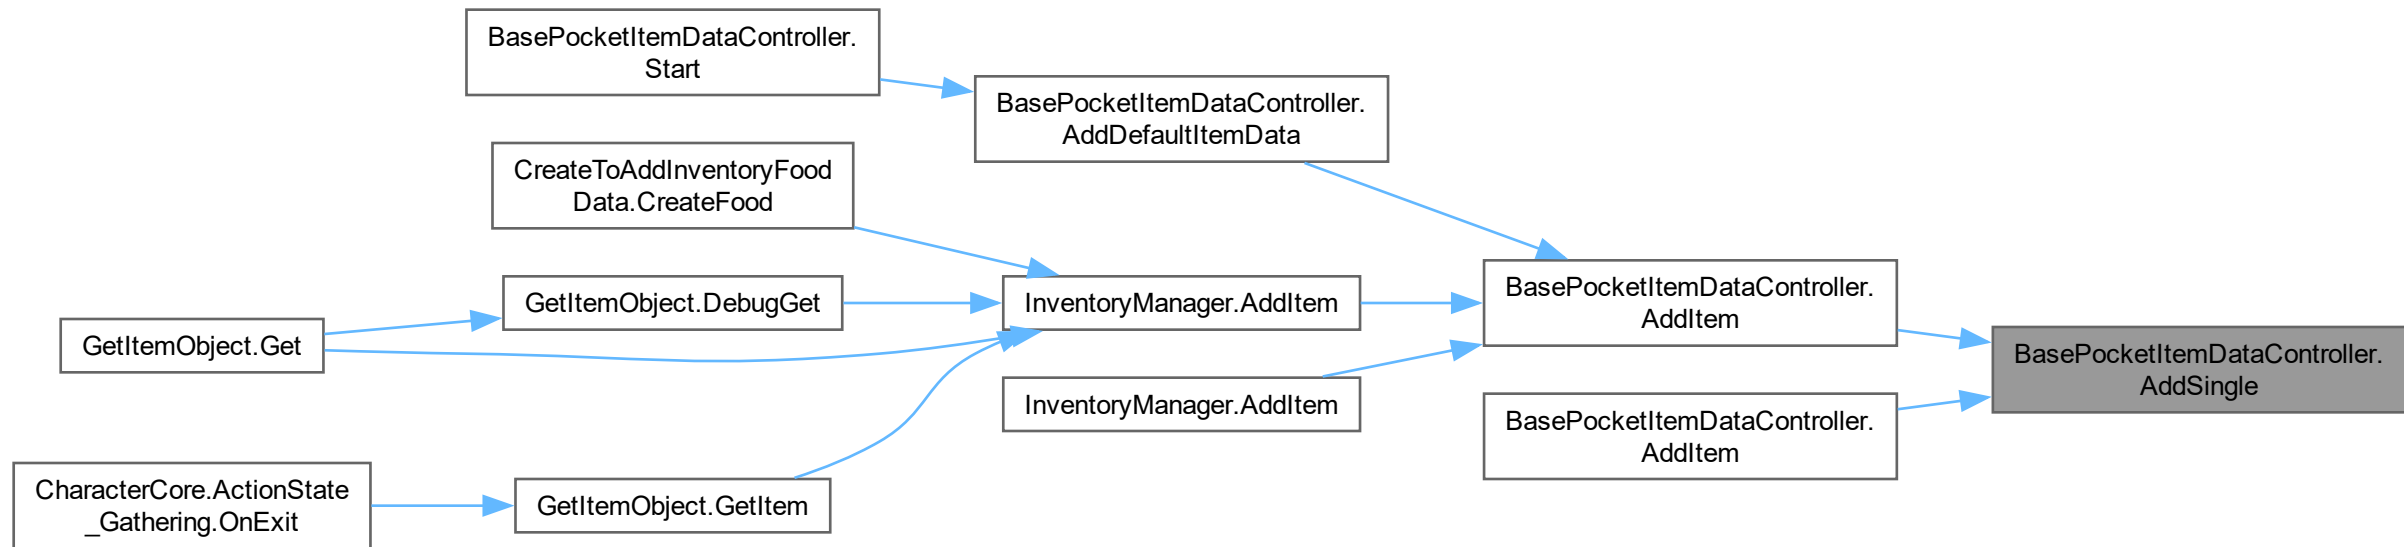 BasePocketItemDataController.
Start
BasePocketItemDataController.
AddDefaultItemData
CreateToAddInventoryFood
Data.CreateFood
GetItemObject.DebugGet
InventoryManager.AddItem
BasePocketItemDataController.
AddItem
GetItemObject.Get
BasePocketItemDataController.
AddSingle
InventoryManager.AddItem
BasePocketItemDataController.
AddItem
CharacterCore.ActionState
_Gathering.OnExit
GetItemObject.GetItem